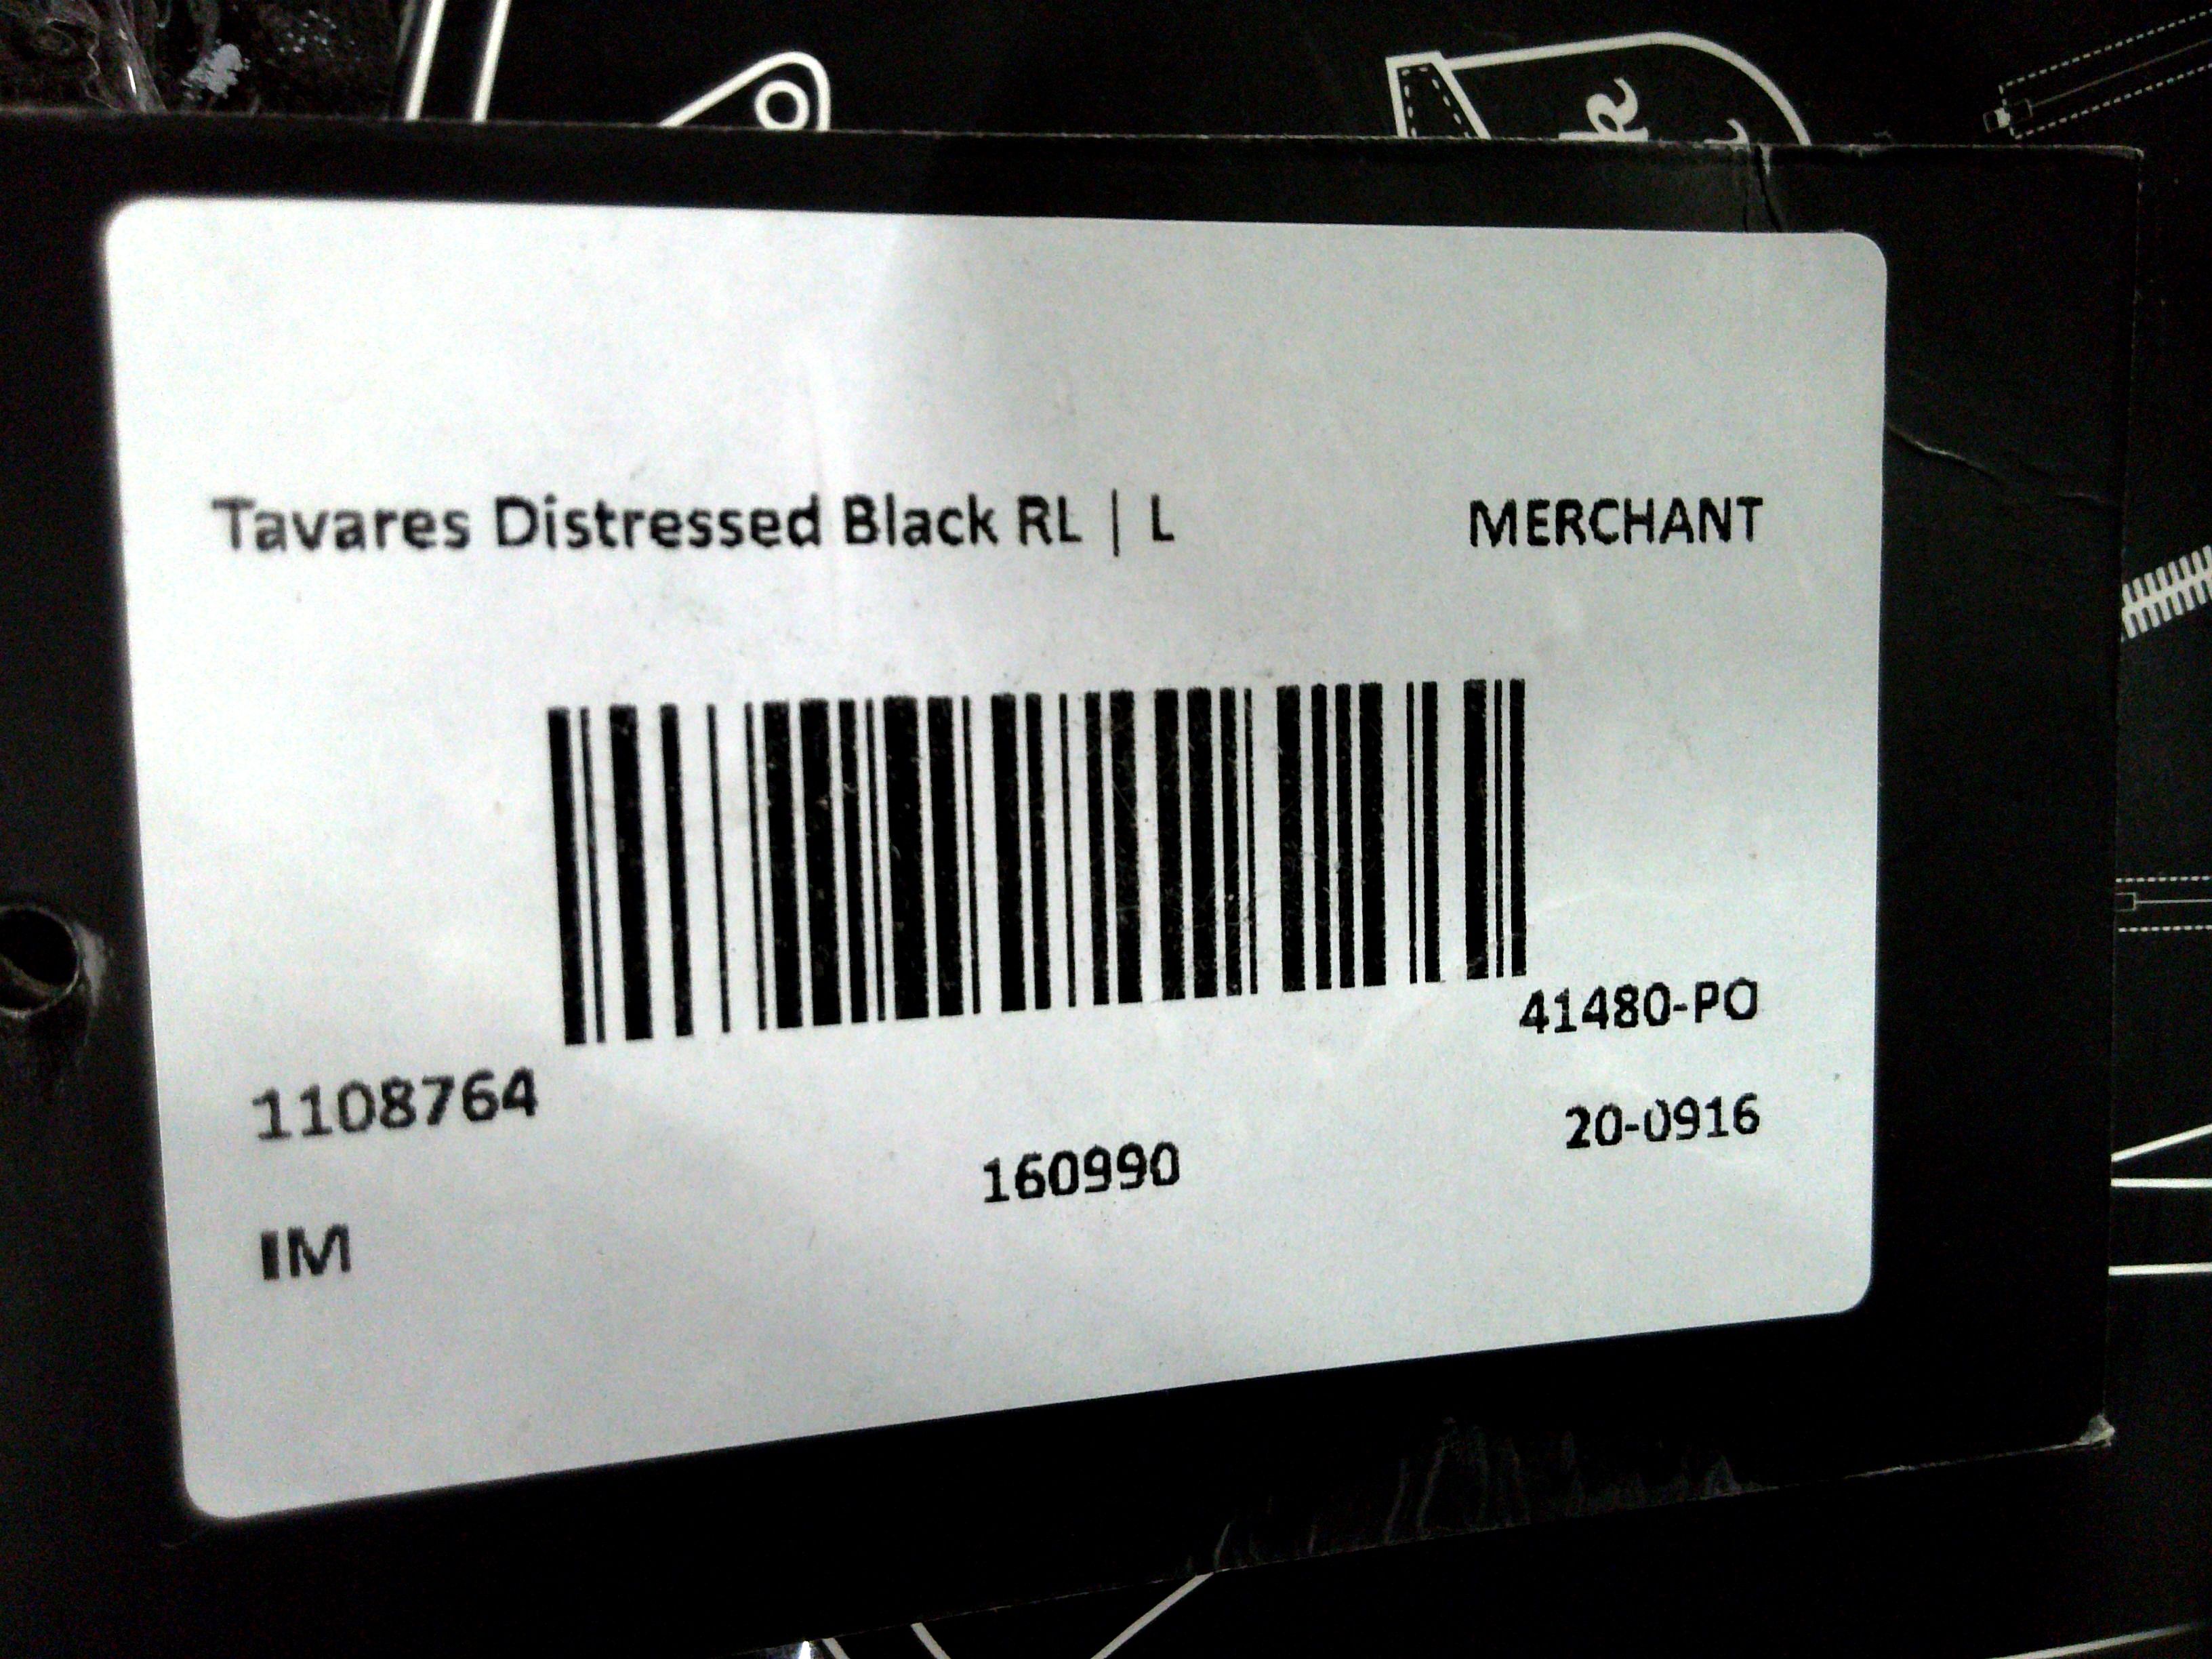 Tavares Distressed Black RL | L
MERCHANT
41480-PO
1108764
20-0916
160990
IM